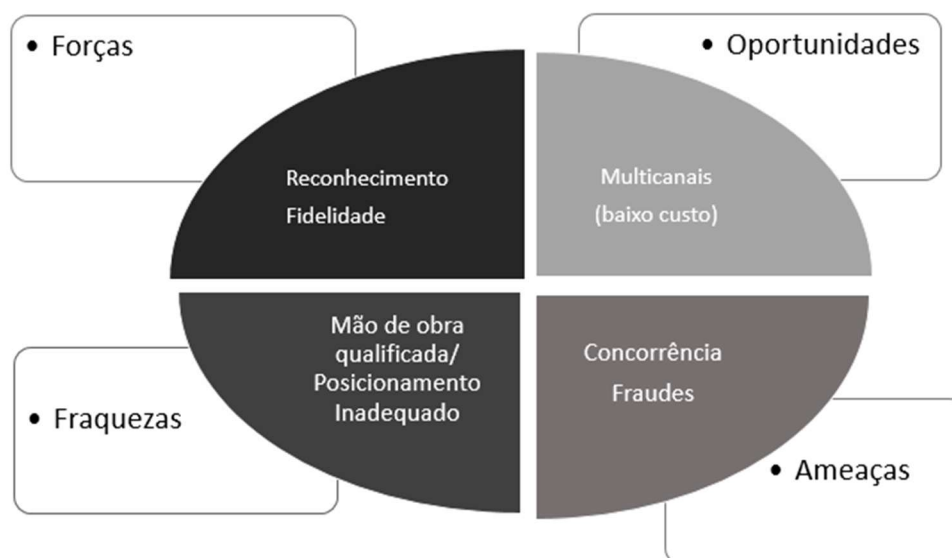 • Forças
• Oportunidades
Reconhecimento
Fidelidade
Multicanais
(baixo custo)
Mão de obra
qualificada/
Posicionamento
Inadequado
Concorrência
Fraudes
• Fraquezas
• Ameaças